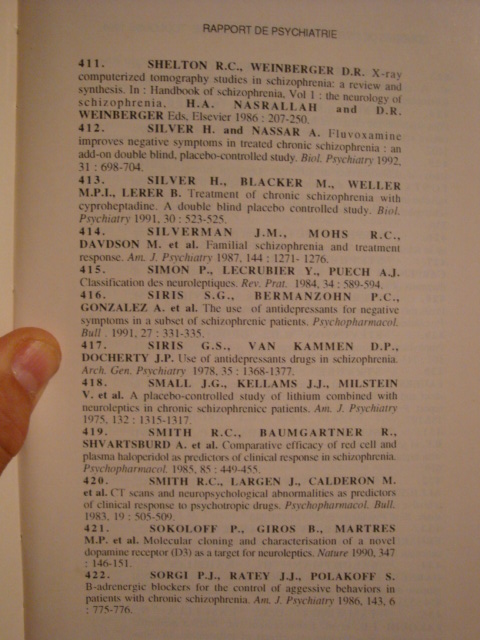 RAPPORT DE PSYCHIATRIE
411. SHELTON R.C., WEINBERGER D.R. X-ray
computerized tomography studies in schizophrenia: a review and
synthesis. In : Handbook of schizophrenia, Vol 1 : the neurology of
schizophrenia. H.A. NASRALLAH and D.R.
WEINBERGER Eds, Elsevier 1986 : 207-250.
412. SILVER H. and NASSAR A. Fluvoxamine
improves negative symptoms in treated chronic schizophrenia : an
add-on double blind, placebo-controlled study. Biol. Psychiatry 1992,
31 : 698-704.
413. SILVER H., BLACKER M., WELLER
M.P.I., LERER B. Treatment of chronic schizophrenia with
cyproheptadine. A double blind placebo controlled study. Biol.
Psychiatry 1991, 30 : 523-525.
414. SILVERMAN J.M., MOHS R.C.,
DAVDSON M. et al. Familial schizophrenia and treatment
response. Am. J. Psychiatry 1987, 144 : 1271- 1276.
415. SIMON P., LECRUBIER Y., PUECH A.J.
Classification des neuroleptiques. Rev. Prat. 1984, 34 : 589-594.
416. SIRIS S.G., BERMANZOHN P.C.,
GONZALEZ A. et al. The use of antidepressants for negative
symptoms in a subset of schizophrenic patients. Psychopharmacol.
Bull . 1991, 27 : 331-335.
417. SIRIS G.S., VAN KAMMEN D.P.,
DOCHERTY J.P. Use of antidepressants drugs in schizophrenia.
Arch. Gen. Psychiatry 1978, 35 : 1368-1377.
418. SMALL J.G., KELLAMS J.J., MILSTEIN
V. et al. A placebo-controlled study of lithium combined with
neuroleptics in chronic schizophrenicc patients. Am. J. Psychiatry
1975, 132 : 1315-1317.
419. SMITH R.C., BAUMGARTNER R.,
SHVARTSBURD A. et al. Comparative efficacy of red cell and
plasma haloperidol as predictors of clinical response in schizophrenia.
Psychopharmacol. 1985, 85 : 449-455.
420. SMITH R.C., LARGEN J., CALDERON M.
et al. CT scans and neuropsychological abnormalities as predictors
of clinical response to psychotropic drugs. Psychopharmacol. Bull.
1983, 19 : 505-509.
421. SOKOLOFF P., GIROS B., MARTRES
M.P. et al. Molecular cloning and characterisation of a novel
dopamine receptor (D3) as a target for neuroleptics. Nature 1990, 347
: 146-151.
422. SORGI P.J., RATEY J.J., POLAKOFF S.
B-adrenergic blockers for the control of aggessive behaviors in
patients with chronic schizophrenia. Am. J. Psychiatry 1986, 143, 6
: 775-776.